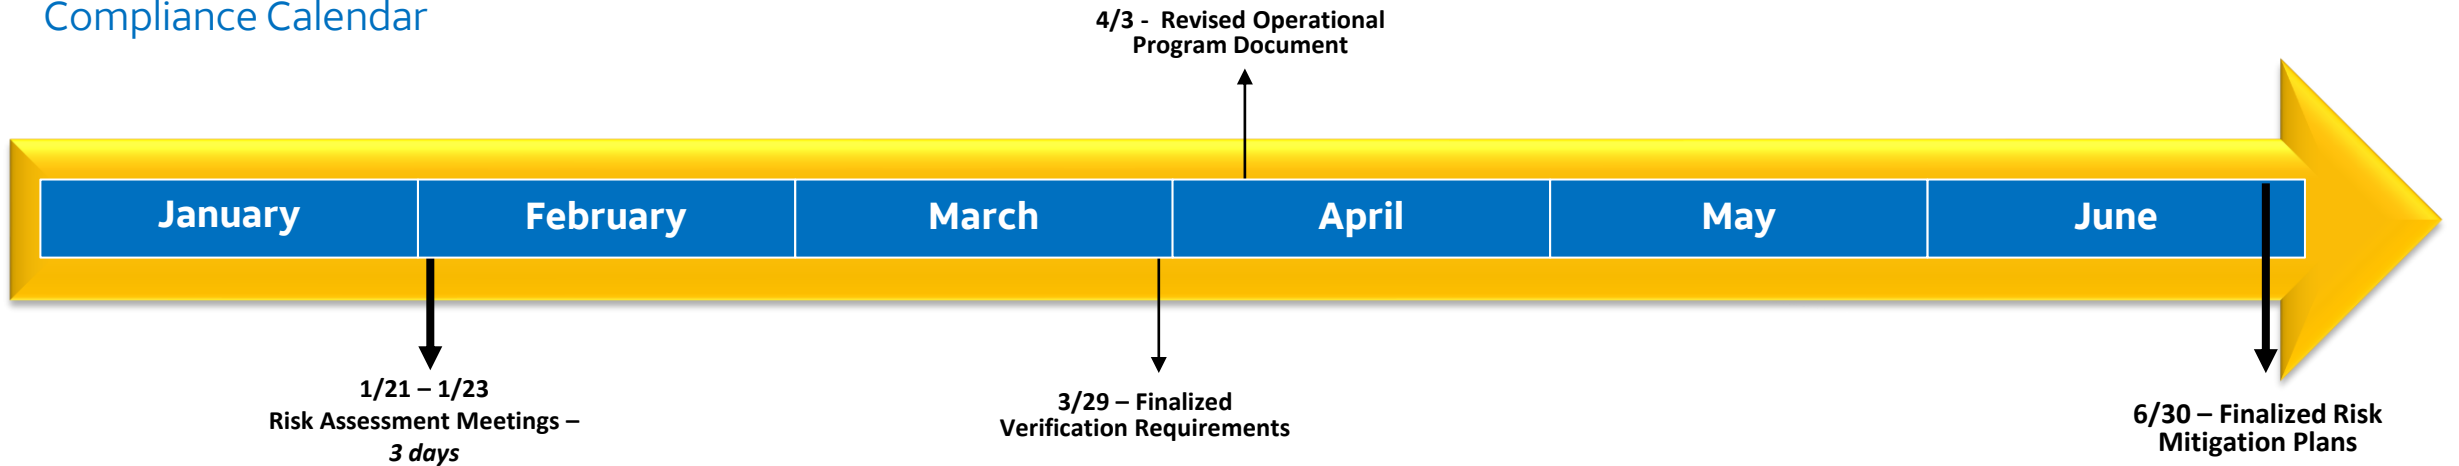 Compliance Calendar
4/3 - Revised Operational
Program Document
January
February
March
April
May
June
1/21 – 1/23
Risk Assessment Meetings –
3 days
3/29 – Finalized
Verification Requirements
6/30 – Finalized Risk
Mitigation Plans